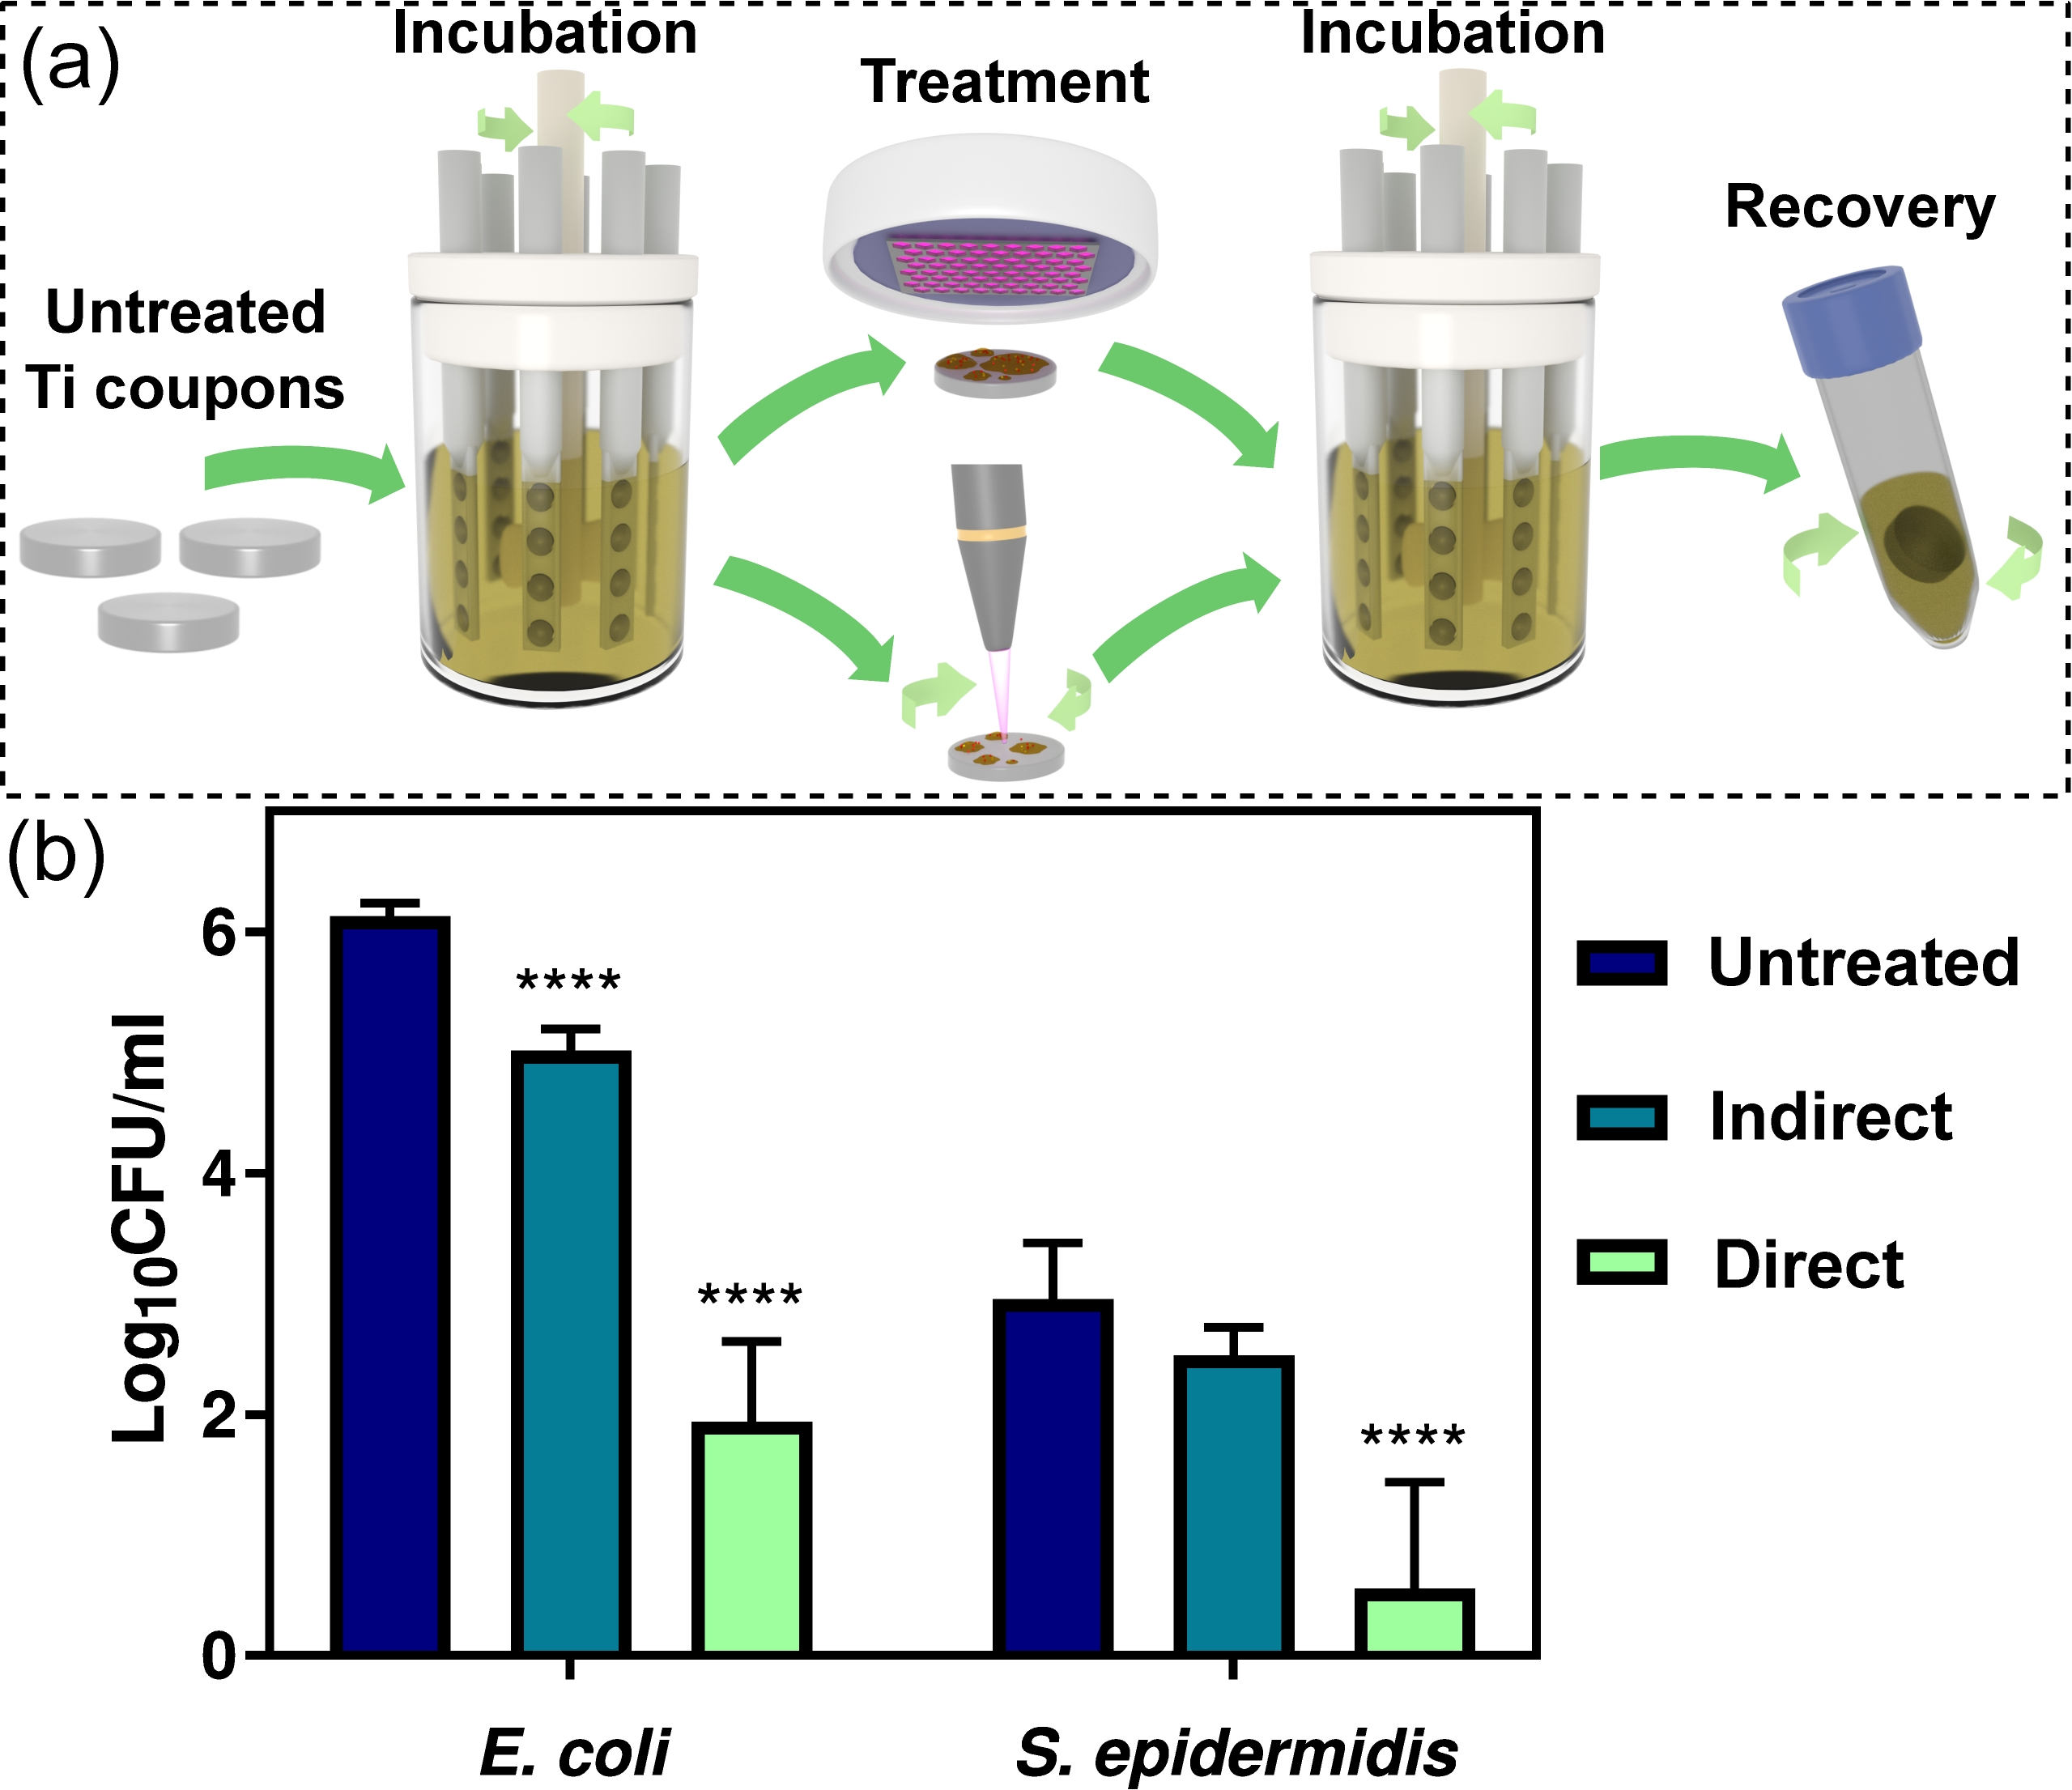 (a)
Incubation
Treatment
Incubation
Recovery
Untreated
Ti coupons
(b)
Log10CFU/ml
6
4
2
0
****
****
****
E. coli
S. epidermidis
Untreated
Indirect
Direct